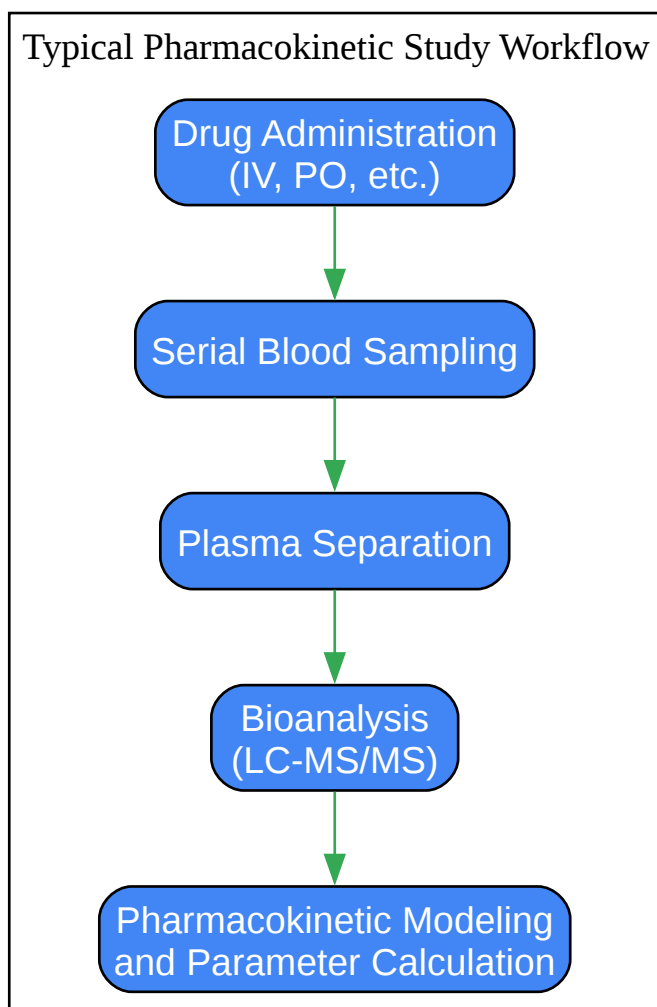 Typical Pharmacokinetic Study Workflow
Drug Administration
(IV, PO, etc.)
Serial Blood Sampling
Plasma Separation
Bioanalysis
(LC-MS/MS)
Pharmacokinetic Modeling
and Parameter Calculation